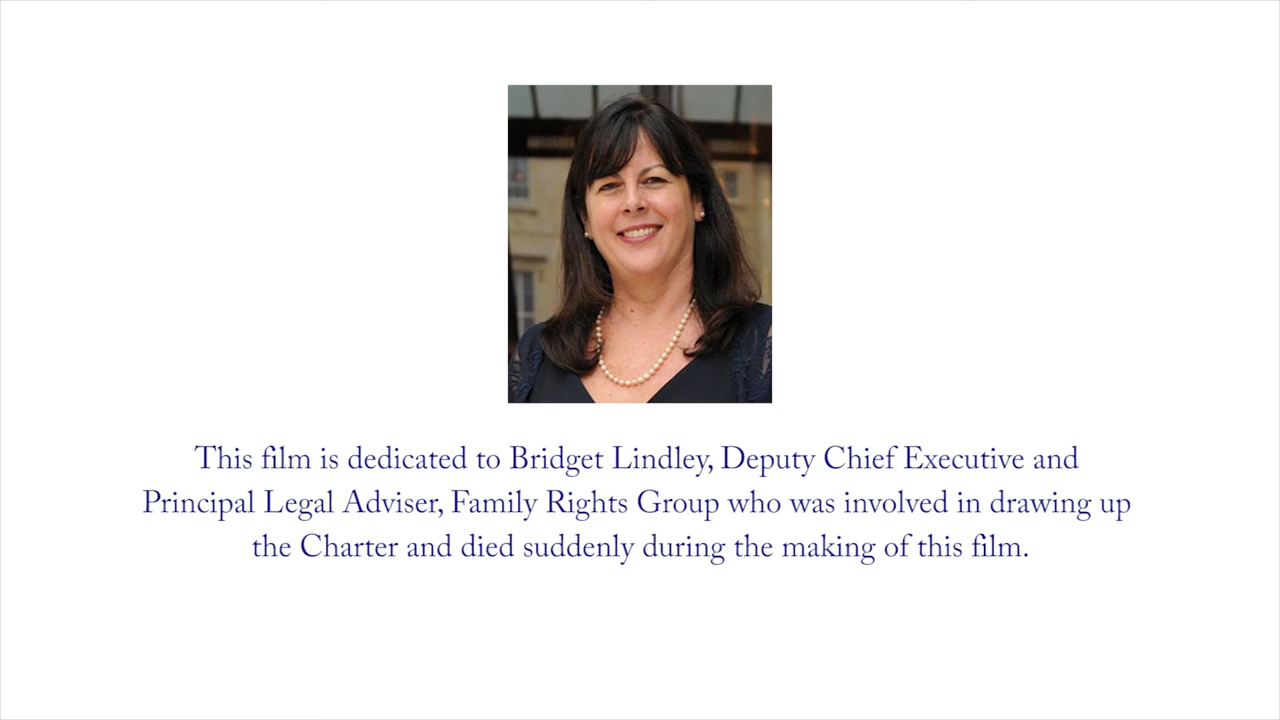 This film is dedicated to Bridget Lindley, Deputy Chief Executive and
Principal Legal Adviser, Family Rights Group who was involved in drawing up
the Charter and died suddenly during the making of this film.